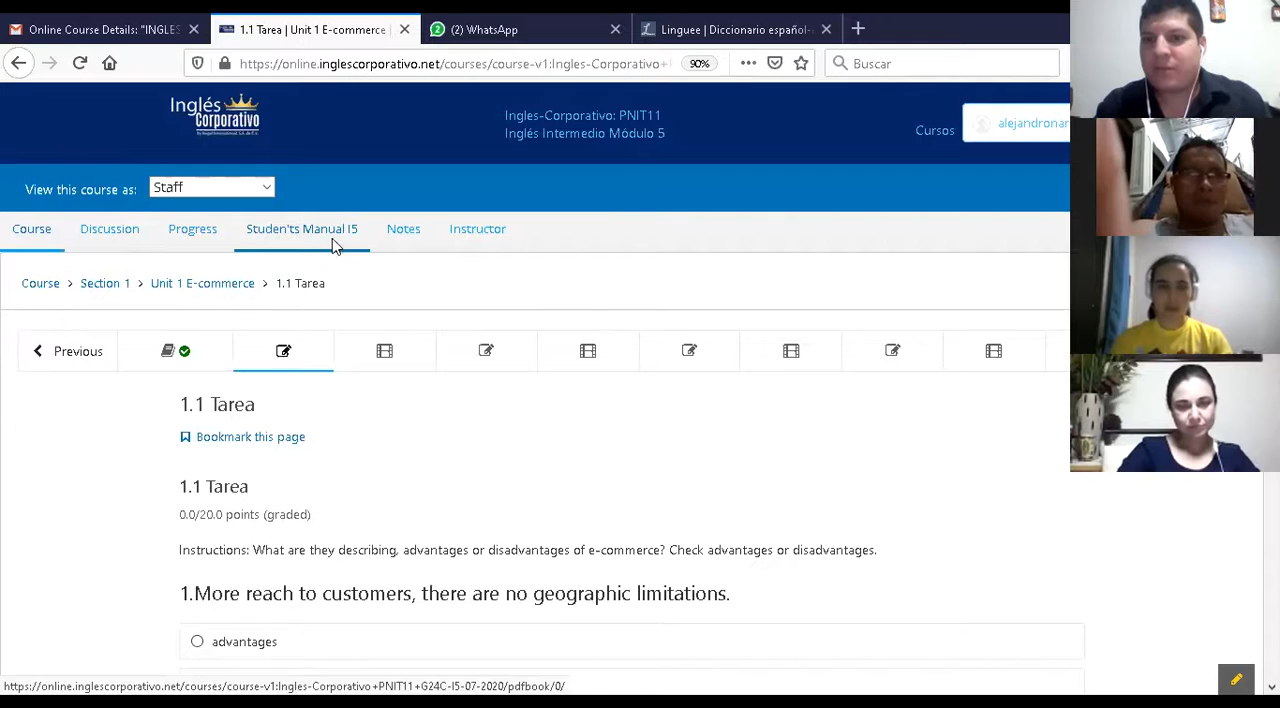 Online Course Details: "INGLES
1.1 Tarea | Unit 1 E-commerce
(2) WhatsApp
Linguee | Diccionario español-
https://online.inglescorporativo.net/courses/course-v1:Ingles-Corporativo+
90%
Buscar
Inglés
Corporativo
Ingles-Corporativo: PNIT11
Inglés Intermedio Módulo 5
Cursos
alejandronar
View this course as:
Staff
Course
Discussion
Progress
Studen'ts Manual I5
Notes
Instructor
Course > Section 1 > Unit 1 E-commerce > 1.1 Tarea
Previous
1.1 Tarea
Bookmark this page
1.1 Tarea
0.0/20.0 points (graded)
Instructions: What are they describing, advantages or disadvantages of e-commerce? Check advantages or disadvantages.
1.More reach to customers, there are no geographic limitations.
advantages
https://online.inglescorporativo.net/courses/course-v1:Ingles-Corporativo+PNIT11+G24C-I5-07-2020/pdfbook/0/